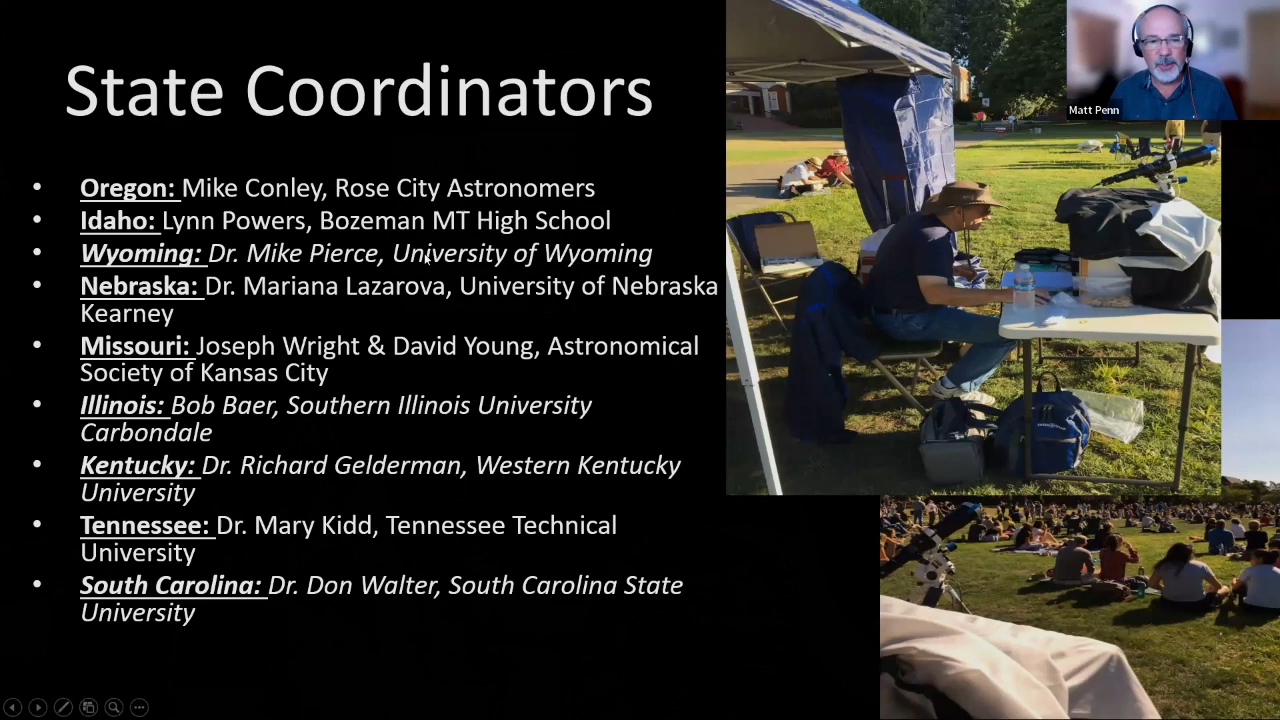 State Coordinators
Matt Penn
• Oregon: Mike Conley, Rose City Astronomers
• Idaho: Lynn Powers, Bozeman MT High School
• Wyoming: Dr. Mike Pierce, University of Wyoming
• Nebraska: Dr. Mariana Lazarova, University of Nebraska
Kearney
• Missouri: Joseph Wright & David Young, Astronomical
Society of Kansas City
• Illinois: Bob Baer, Southern Illinois University
Carbondale
• Kentucky: Dr. Richard Gelderman, Western Kentucky
University
• Tennessee: Dr. Mary Kidd, Tennessee Technical
University
• South Carolina: Dr. Don Walter, South Carolina State
University